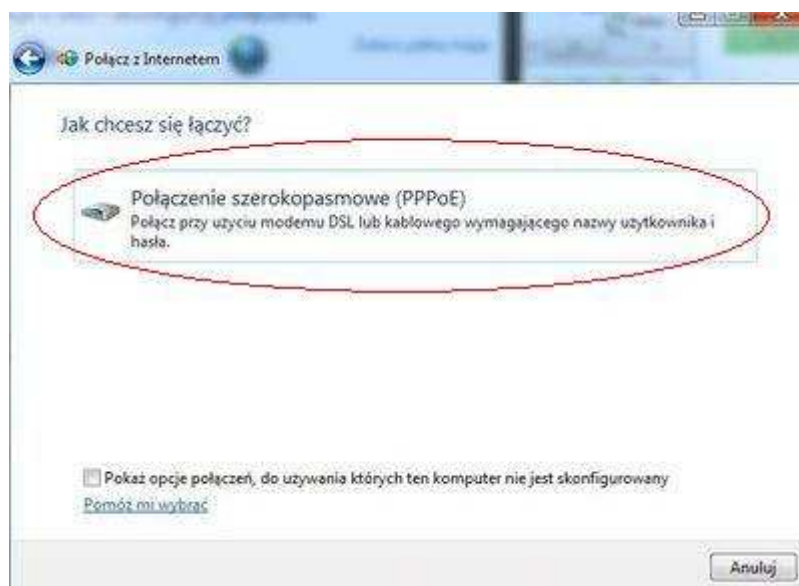 Połącz z Internetem
Jak chcesz się łączyć?
Połączenie szerokopasmowe (PPPoE)
Połącz przy użyciu modemu DSL lub kablowego wymagającego nazwy użytkownika i
hasła.
Pokaż opcje połączeń, do używania których ten komputer nie jest skonfigurowany
Pomóż mi wybrać
Anuluj